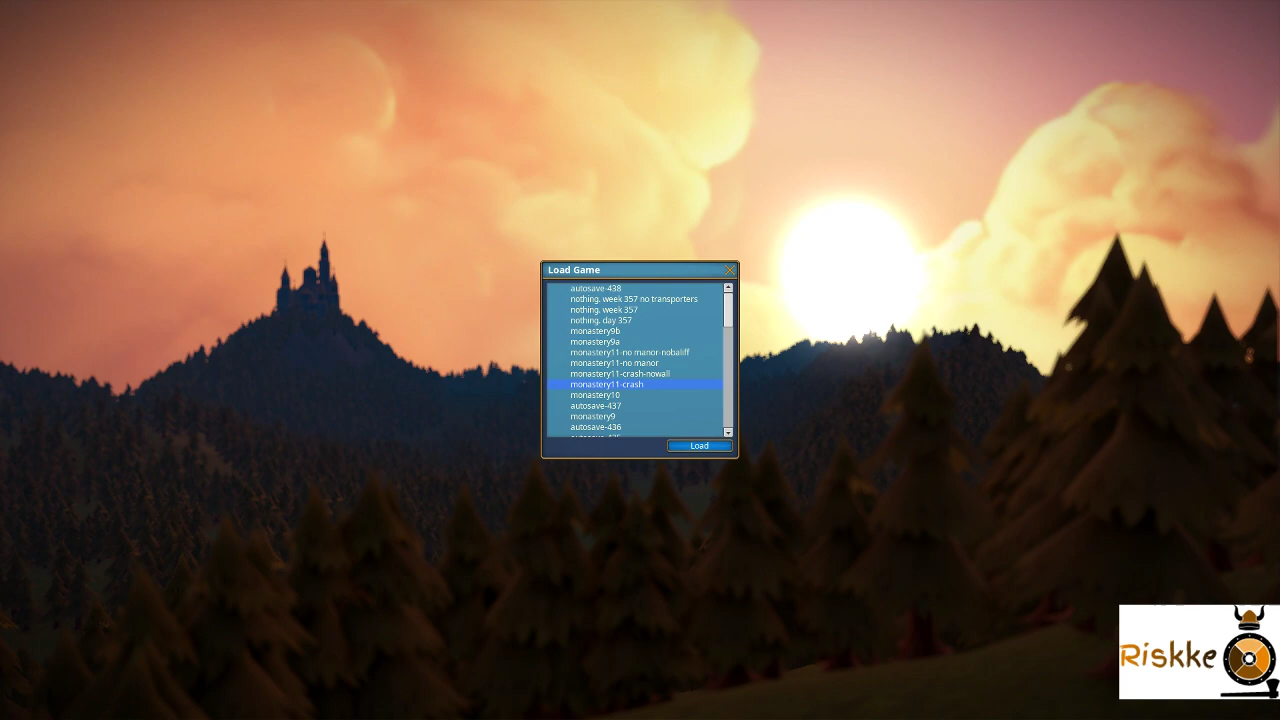 Load Game
autosave-438
nothing. week 357 no transporters
nothing. week 357
nothing. day 357
monastery9b
monastery9a
monastery11-no manor-nobaliff
monastery11-no manor
monastery11-crash-nowall
monastery11-crash
monastery10
autosave-437
monastery9
autosave-436
Load
Riskke